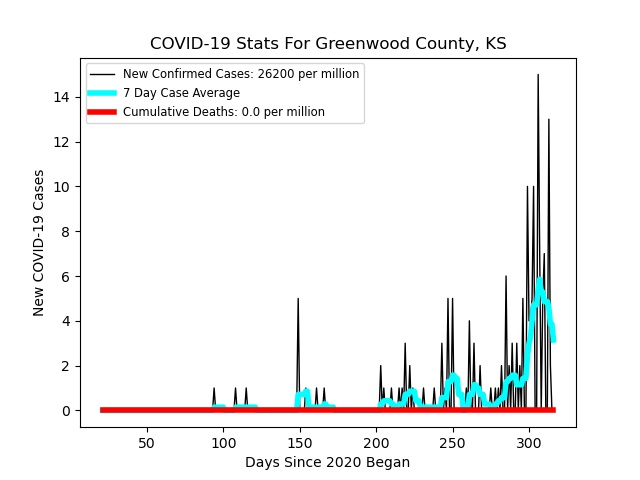 COVID-19 Stats For Greenwood County, KS
New Confirmed Cases: 26200 per million
7 Day Case Average
Cumulative Deaths: 0.0 per million
New COVID-19 Cases
14
12
10
8
6
4
2
0
50 100 150 200 250 300
Days Since 2020 Began